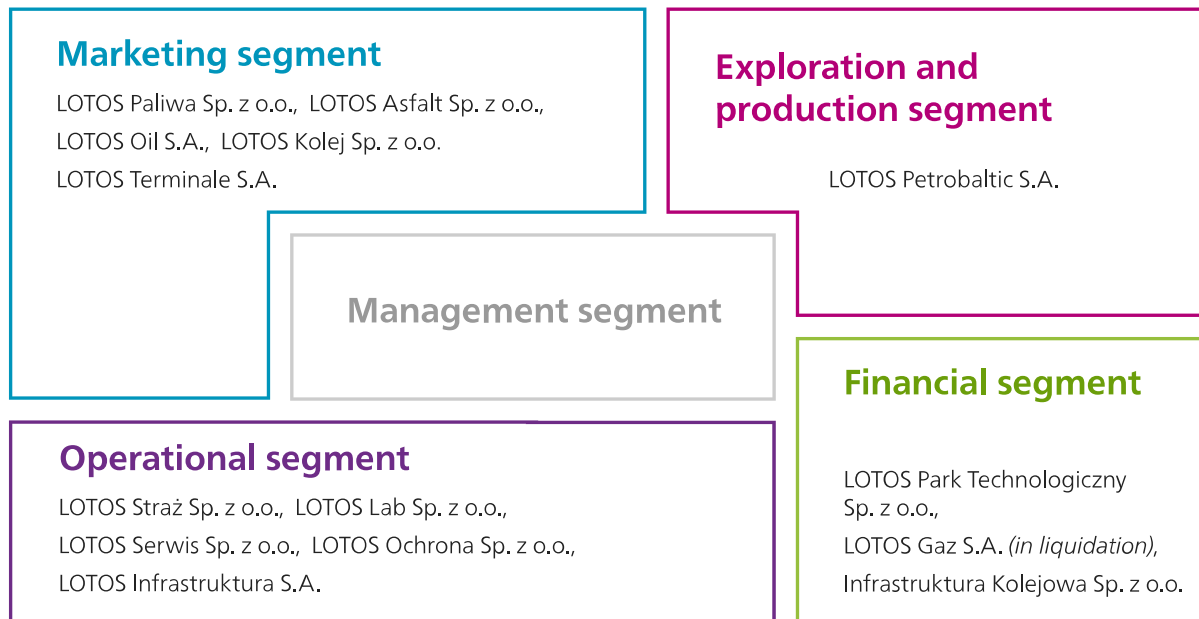 Marketing segment
LOTOS Paliwa Sp. z o.o., LOTOS Asfalt Sp. z o.o.,
LOTOS Oil S.A., LOTOS Kolej Sp. z o.o.
LOTOS Terminale S.A.
Exploration and
production segment
LOTOS Petrobaltic S.A.
Management segment
Operational segment
LOTOS Straż Sp. z o.o., LOTOS Lab Sp. z o.o.,
LOTOS Serwis Sp. z o.o., LOTOS Ochrona Sp. z o.o.,
LOTOS Infrastruktura S.A.
Financial segment
LOTOS Park Technologiczny
Sp. z o.o.,
LOTOS Gaz S.A. (in liquidation),
Infrastruktura Kolejowa Sp. z o.o.